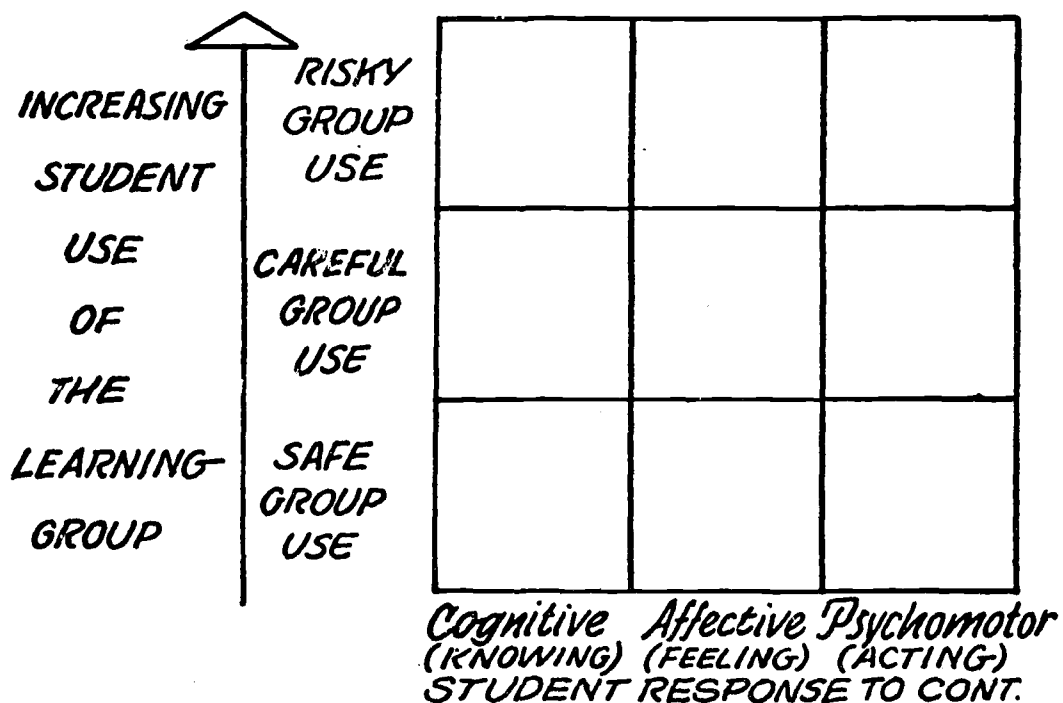 INCREASING
STUDENT
USE
OF
THE
LEARNING
GROUP
RISKY
GROUP
USE
CAREFUL
GROUP
USE
SAFE
GROUP
USE
Cognitive Affective Psychomotor
(KNOWING) (FEELING) (ACTING)
STUDENT RESPONSE TO CONT.